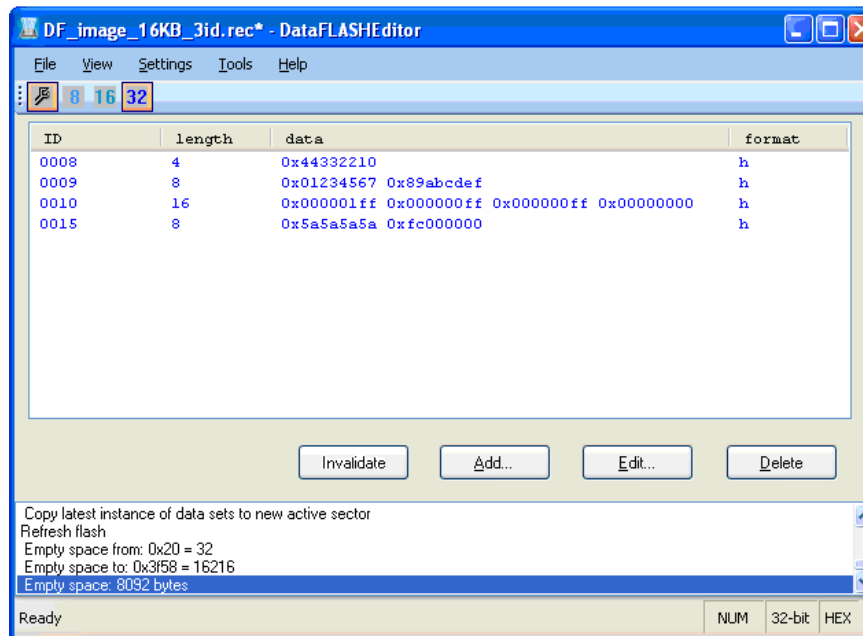 DF_image_16KB_3id.rec* - DataFLASHEditor
File View Settings Tools Help
8 16 32
ID length data format
0008 4 0x44332210 h
0009 8 0x01234567 0x89abcdef h
0010 16 0x000001ff 0x000000ff 0x000000ff 0x00000000 h
0015 8 0x5a5a5a5a 0xfc000000 h
Invalidate Add... Edit... Delete
Copy latest instance of data sets to new active sector
Refresh flash
Empty space from: 0x20 = 32
Empty space to: 0x3f58 = 16216
Empty space: 8092 bytes
Ready NUM 32-bit HEX